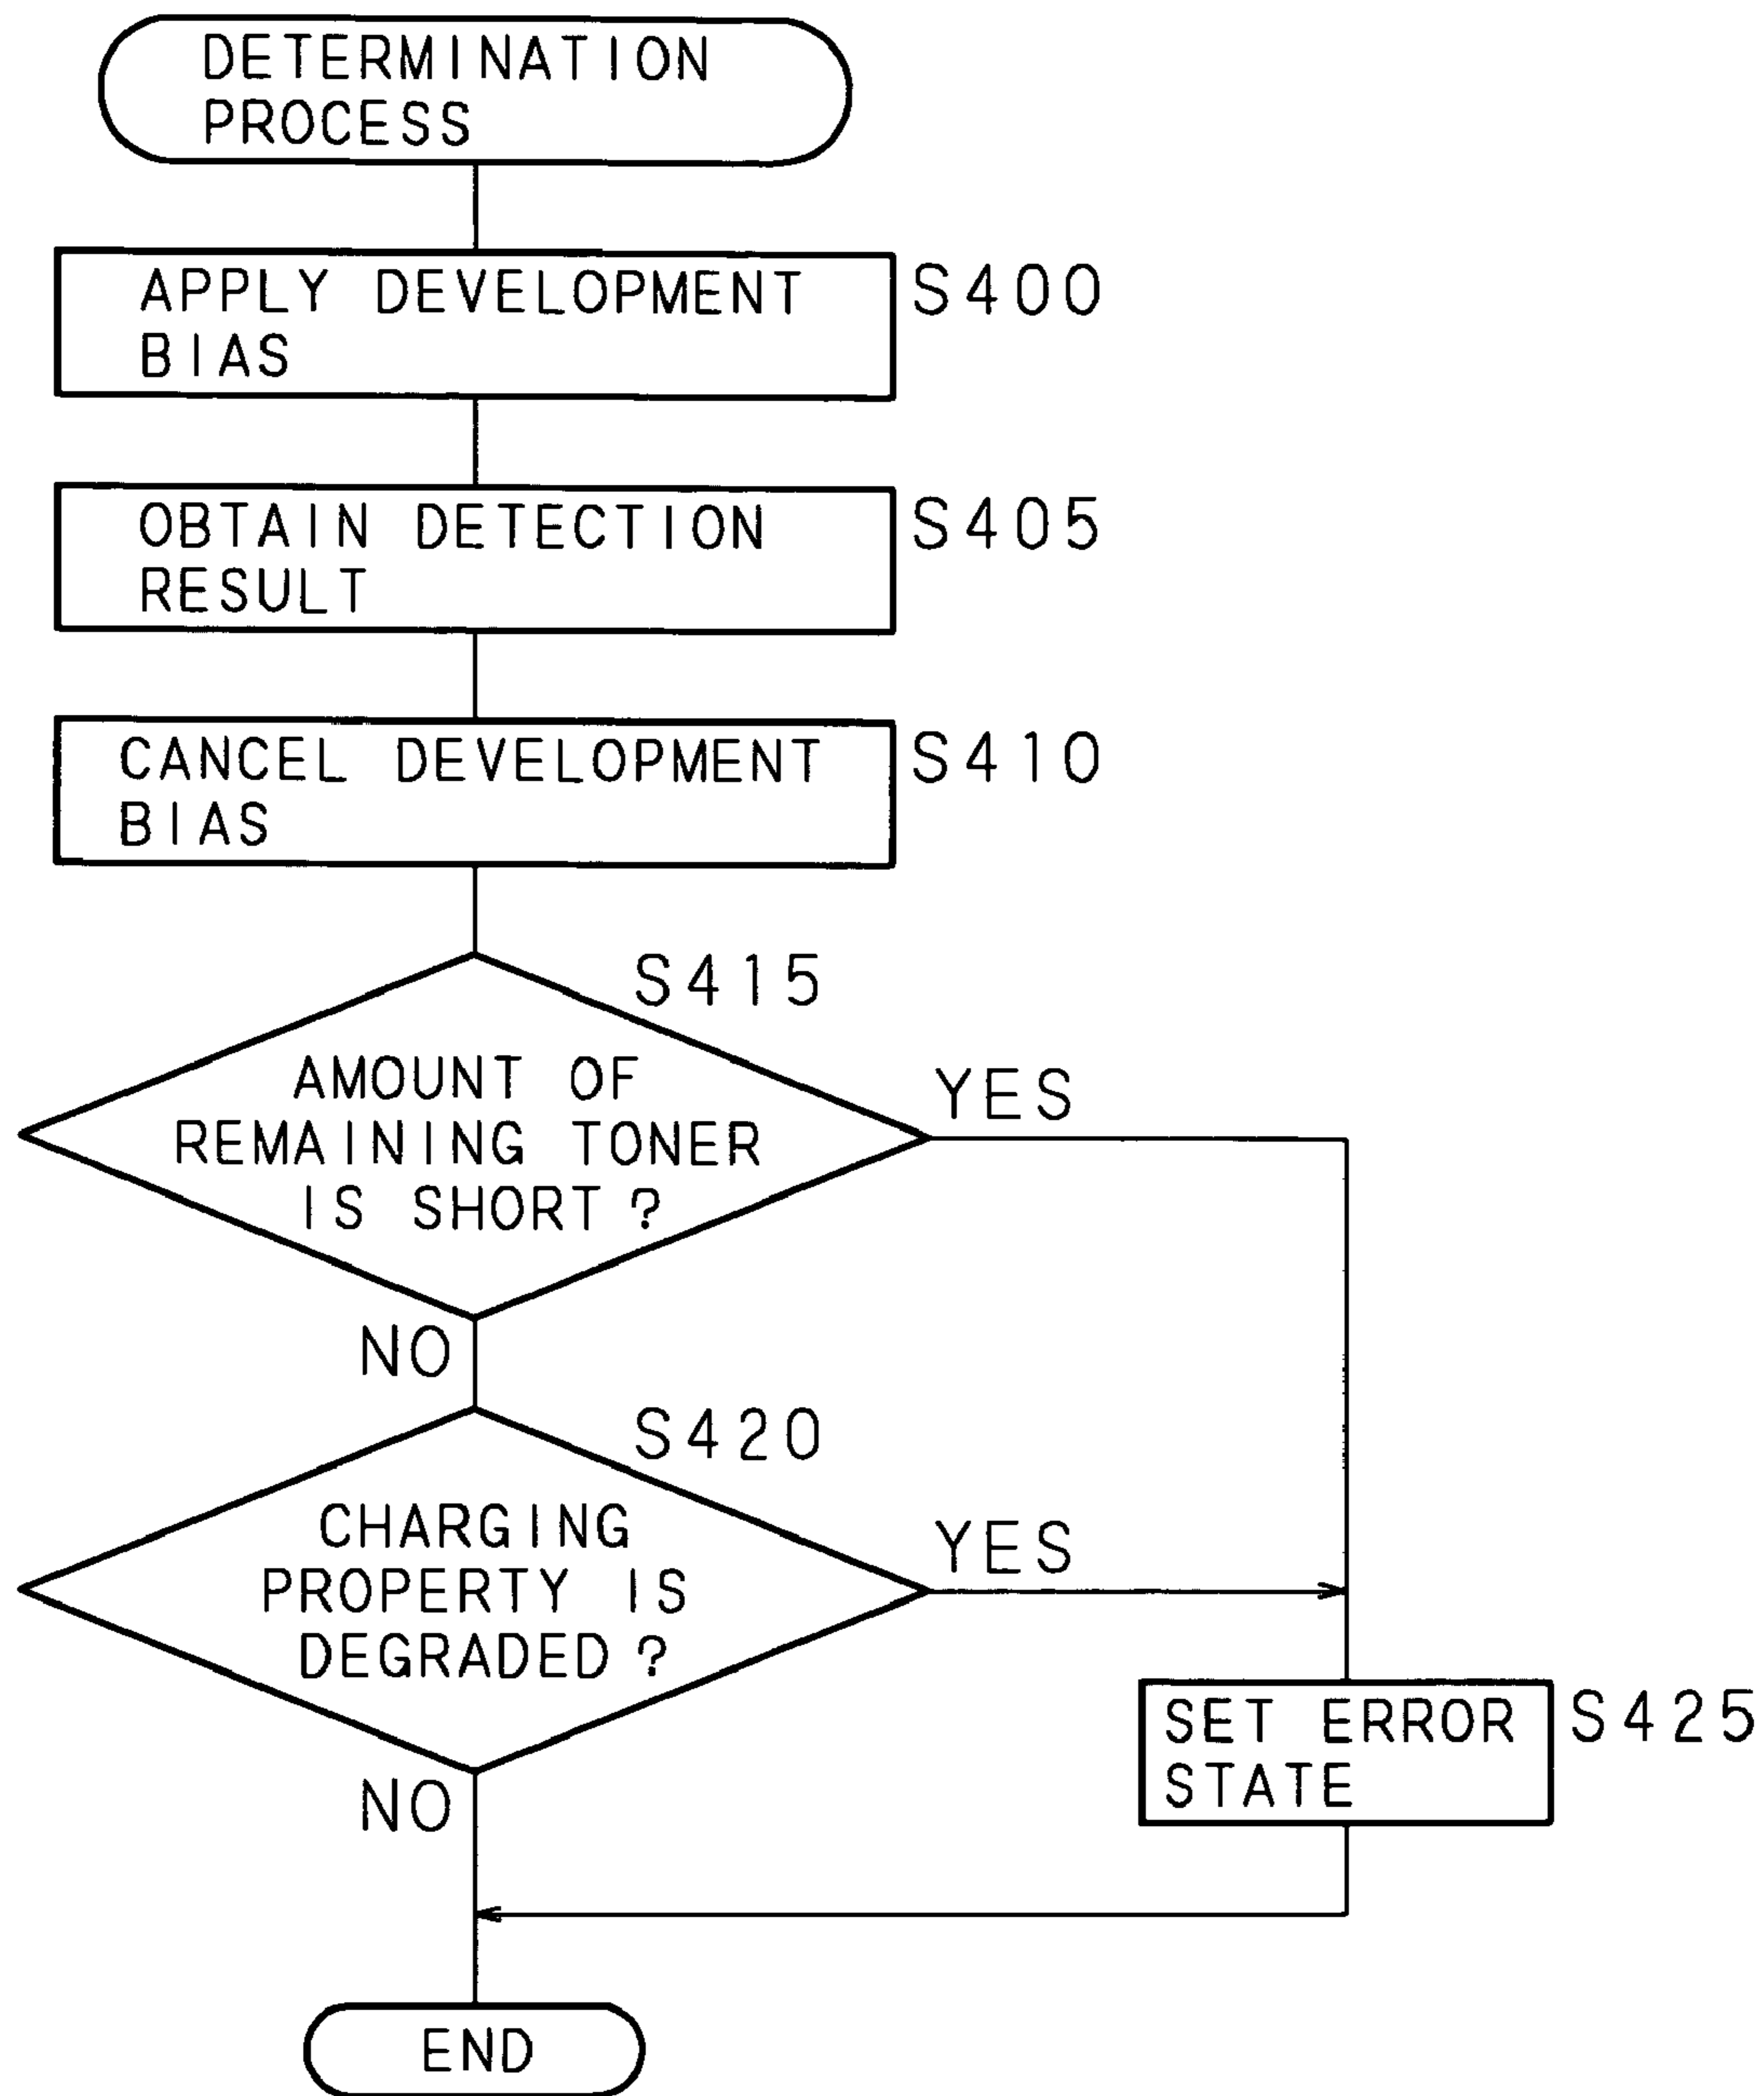 DETERMINATION
PROCESS
APPLY DEVELOPMENT
BIAS
S400
OBTAIN DETECTION
RESULT
S405
CANCEL DEVELOPMENT
BIAS
S410
S415
AMOUNT OF
REMAINING TONER
IS SHORT?
YES
NO
S420
CHARGING
PROPERTY IS
DEGRADED?
YES
NO
SET ERROR
STATE
S425
END